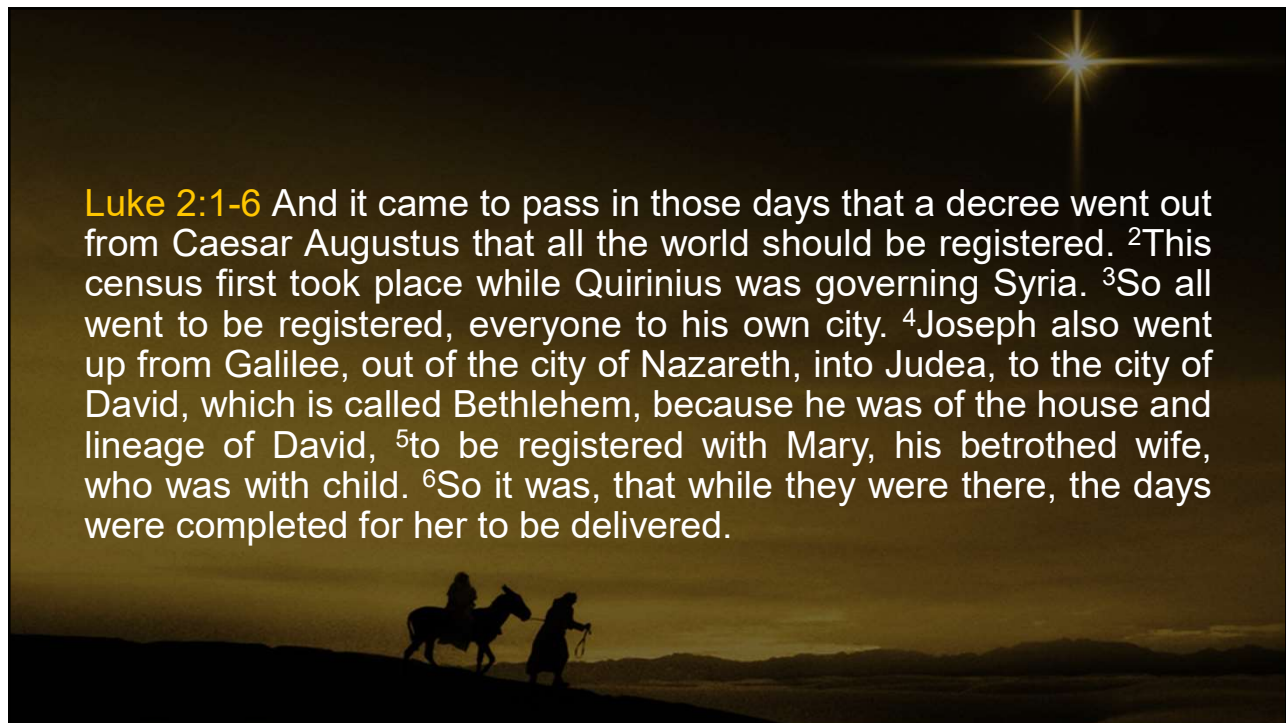 Luke 2:1-6 And it came to pass in those days that a decree went out
from Caesar Augustus that all the world should be registered. ²This
census first took place while Quirinius was governing Syria. ³So all
went to be registered, everyone to his own city. ⁴Joseph also went
up from Galilee, out of the city of Nazareth, into Judea, to the city of
David, which is called Bethlehem, because he was of the house and
lineage of David, ⁵to be registered with Mary, his betrothed wife,
who was with child. ⁶So it was, that while they were there, the days
were completed for her to be delivered.